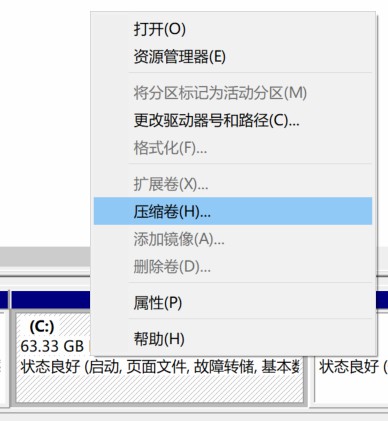 打开(O)
资源管理器(E)
将分区标记为活动分区(M)
更改驱动器号和路径(C)...
格式化(F)...
扩展卷(X)...
压缩卷(H)...
添加镜像(A)...
删除卷(D)...
属性(P)
帮助(H)
(C:)
63.33 GB
状态良好 (启动, 页面文件, 故障转储, 基本数
状态良好 (